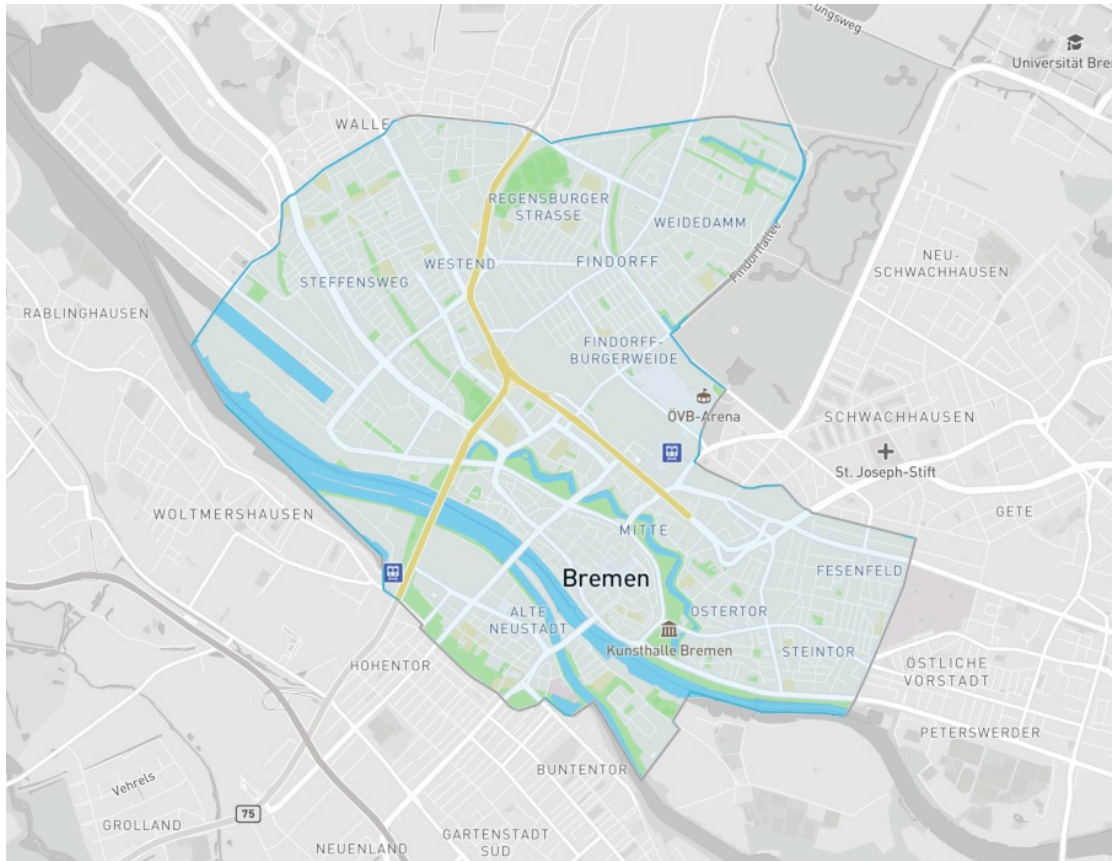 rungsweg
Universität Brem
WALLE
REGENSBURGER
STRASSE
WEIDEDAMM
Findorffallee
NEU-
SCHWACHHAUSEN
WESTEND
FINDORFF
STEFFENSWEG
RABLINGHAUSEN
FINDORFF-
BÜRGERWEIDE
ÖVB-Arena
SCHWACHHAUSEN
St. Joseph-Stift
WOLTMERSHAUSEN
GETE
MITTE
Bremen
FESENFELD
ALTE
NEUSTADT
OSTERTOR
Kunsthalle Bremen
STEINTOR
HOHENTOR
ÖSTLICHE
VORSTADT
PETERSWERDER
BUNTENTOR
Vehrels
75
GROLLAND
GARTENSTADT
SÜD
NEUENLAND